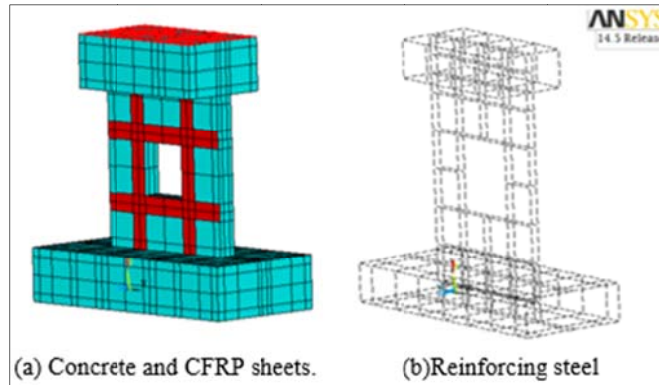 ANSYS
14.5 Release
(a) Concrete and CFRP sheets.
(b)Reinforcing steel